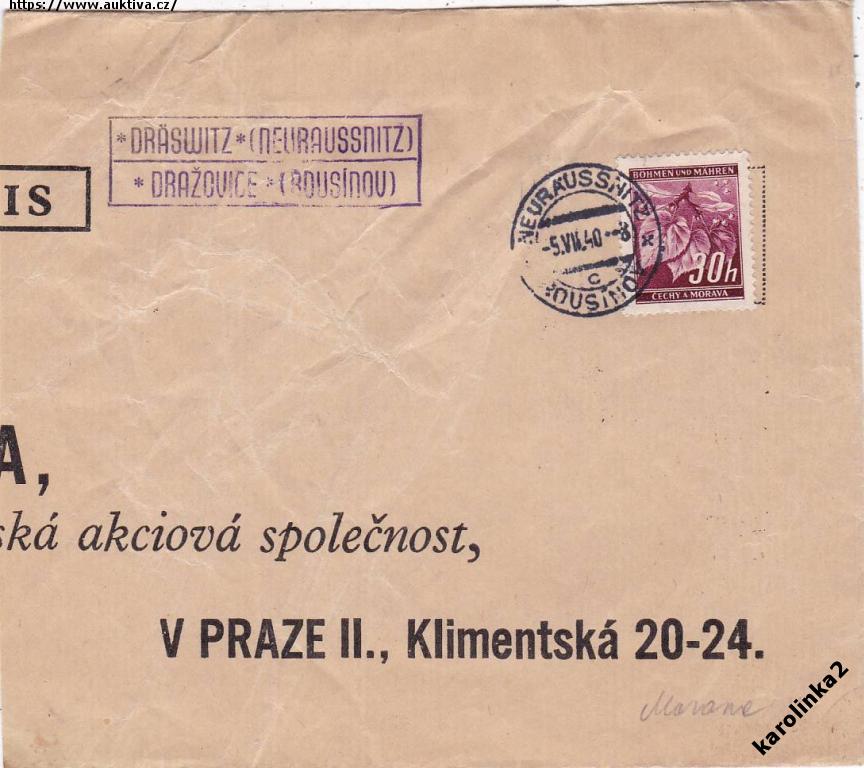 https://www.auktiva.cz/
*DRÄSWITZ*(NEURAUSSNITZ)
* DRAŽOVICE *(ROUSÍNOV)
IS
NEURAUSSNITZ
-5.VII.40.-8
C
ROUSÍNOV
BÖHMEN UND MÄHREN
30h
ČECHY A MORAVA
A,
ská akciová společnost,
V PRAZE II., Klimentská 20-24.
karolinka2